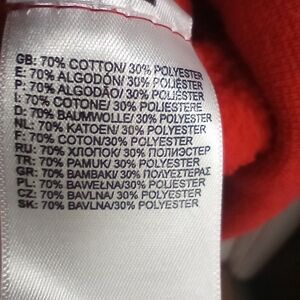 GB: 70% COTTON/ 30% POLYESTER
E: 70% ALGODÓN/ 30% POLIÉSTER
P: 70% ALGODÃO/ 30% POLIÉSTER
I: 70% COTONE/ 30% POLIESTERE
D: 70% BAUMWOLLE/ 30% POLYESTER
NL: 70% KATOEN/ 30% POLYESTER
F: 70% COTON/30% POLYESTER
RU: 70% ХЛОПОК/ 30% ПОЛИЭСТЕР
TR: 70% PAMUK/ 30% POLYESTER
GR: 70% ΒΑΜΒΑΚΙ/ 30% ΠΟΛΥΕΣΤΕΡΑΣ
PL: 70% BAWEŁNA/30% POLYESTER
CZ: 70% BAVLNA/30% POLYESTER
SK: 70% BAVLNA/30% POLYESTER